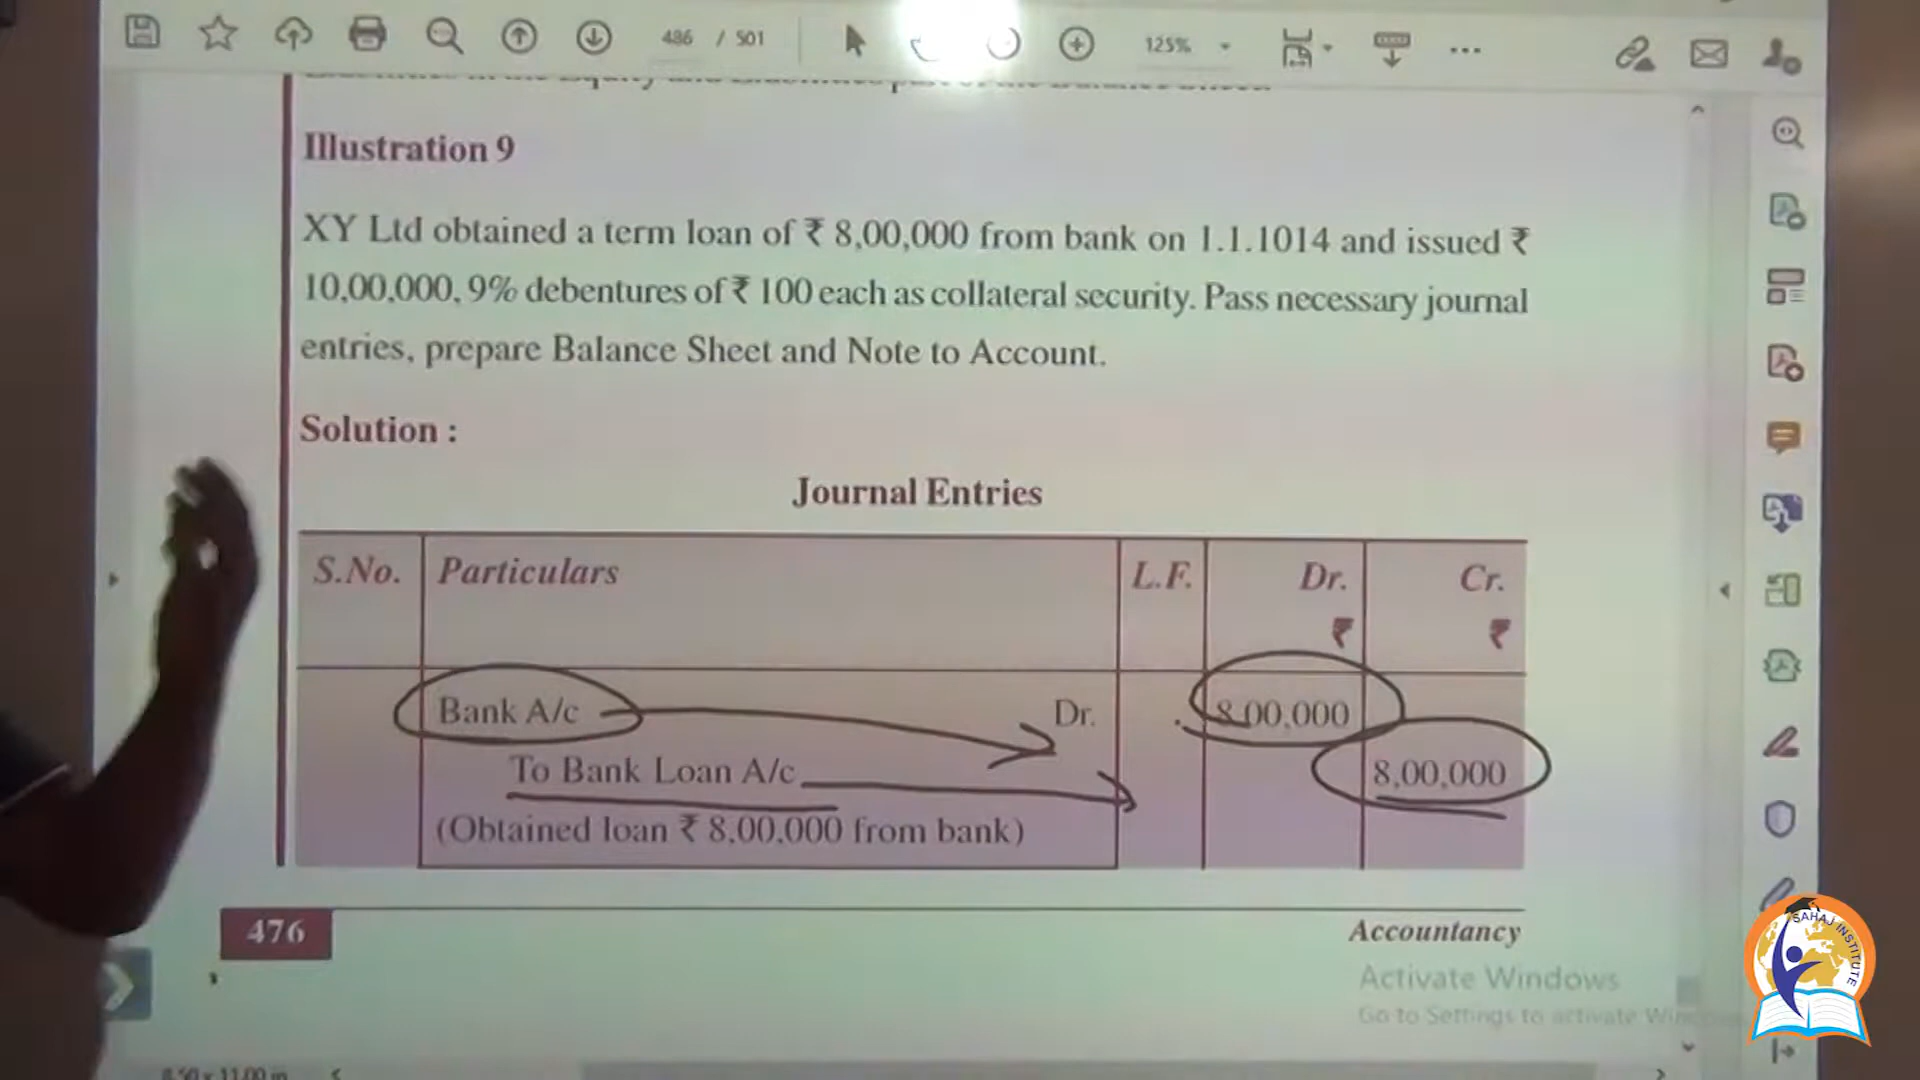 486 / 501
125%
Illustration 9
XY Ltd obtained a term loan of ₹ 8,00,000 from bank on 1.1.1014 and issued ₹
10,00,000, 9% debentures of ₹ 100 each as collateral security. Pass necessary journal
entries, prepare Balance Sheet and Note to Account.
Solution :
Journal Entries
S.No. Particulars L.F. Dr. Cr.
₹ ₹
Bank A/c Dr. 8,00,000
To Bank Loan A/c 8,00,000
(Obtained loan ₹ 8,00,000 from bank)
476 Accountancy
Activate Windows
Go to Settings to activate
SAHAJ INSTITUTE